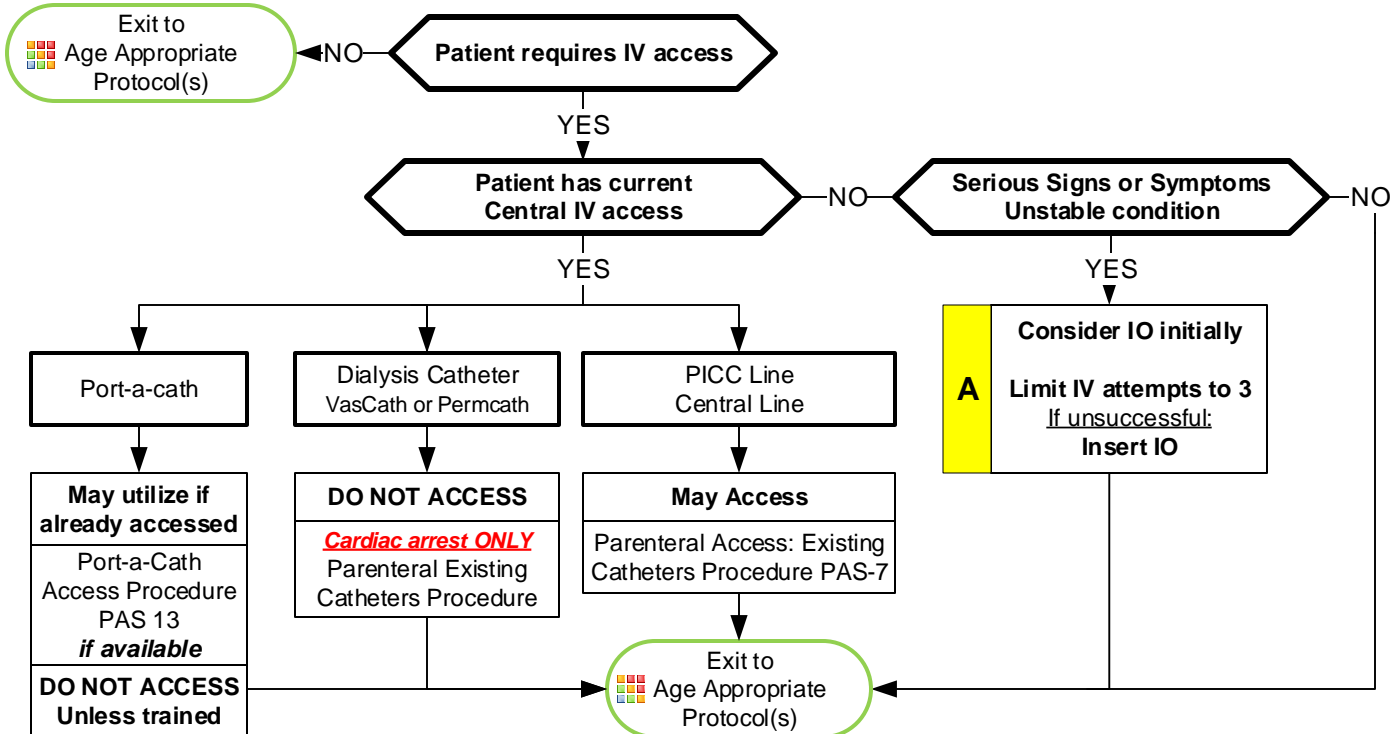 Exit to
Age Appropriate
Protocol(s)
NO
Patient requires IV access
YES
Patient has current
Central IV access
NO
Serious Signs or Symptoms
Unstable condition
NO
YES
YES
Port-a-cath
Dialysis Catheter
VasCath or Permcath
PICC Line
Central Line
A
Consider IO initially
Limit IV attempts to 3
If unsuccessful:
Insert IO
May utilize if
already accessed
Port-a-Cath
Access Procedure
PAS 13
if available
DO NOT ACCESS
Unless trained
DO NOT ACCESS
Cardiac arrest ONLY
Parenteral Existing
Catheters Procedure
May Access
Parenteral Access: Existing
Catheters Procedure PAS-7
Exit to
Age Appropriate
Protocol(s)